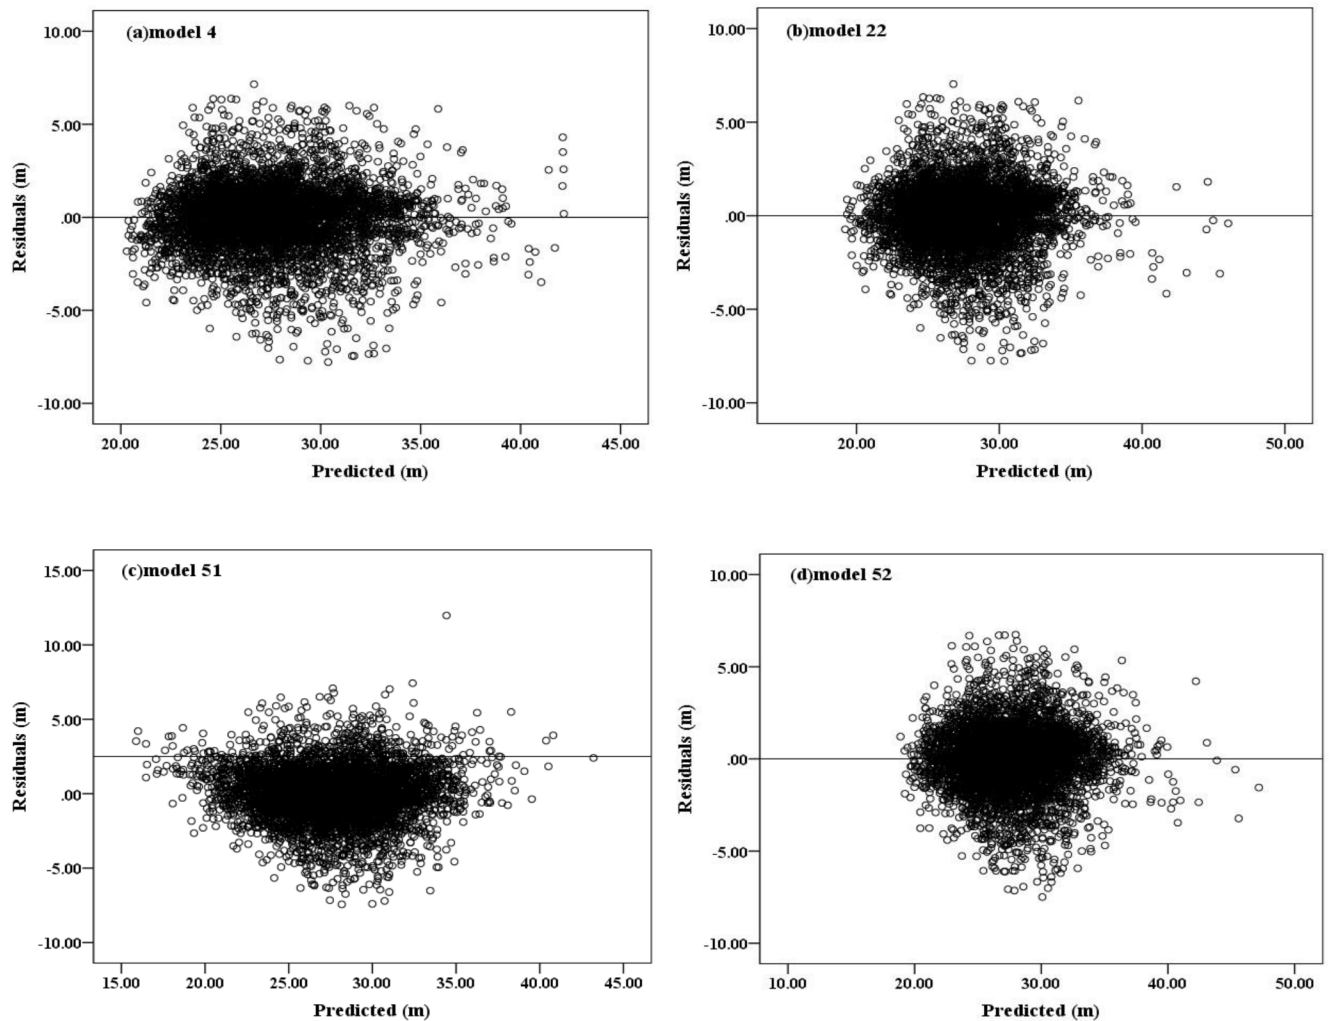 (a)model 4
10.00
5.00
.00
-5.00
-10.00
Residuals (m)
20.00 25.00 30.00 35.00 40.00 45.00
Predicted (m)
(b)model 22
10.00
5.00
.00
-5.00
-10.00
Residuals (m)
20.00 30.00 40.00 50.00
Predicted (m)
(c)model 51
15.00
10.00
5.00
.00
-5.00
-10.00
Residuals (m)
15.00 20.00 25.00 30.00 35.00 40.00 45.00
Predicted (m)
(d)model 52
10.00
5.00
.00
-5.00
-10.00
Residuals (m)
10.00 20.00 30.00 40.00 50.00
Predicted (m)